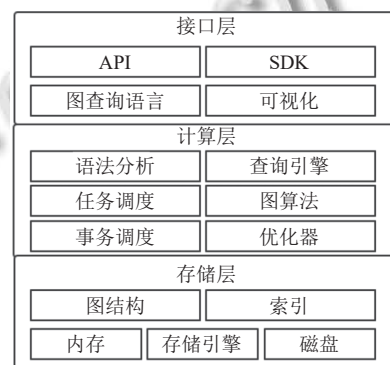 接口层
API SDK
图查询语言 可视化
计算层
语法分析 查询引擎
任务调度 图算法
事务调度 优化器
存储层
图结构 索引
内存 存储引擎 磁盘